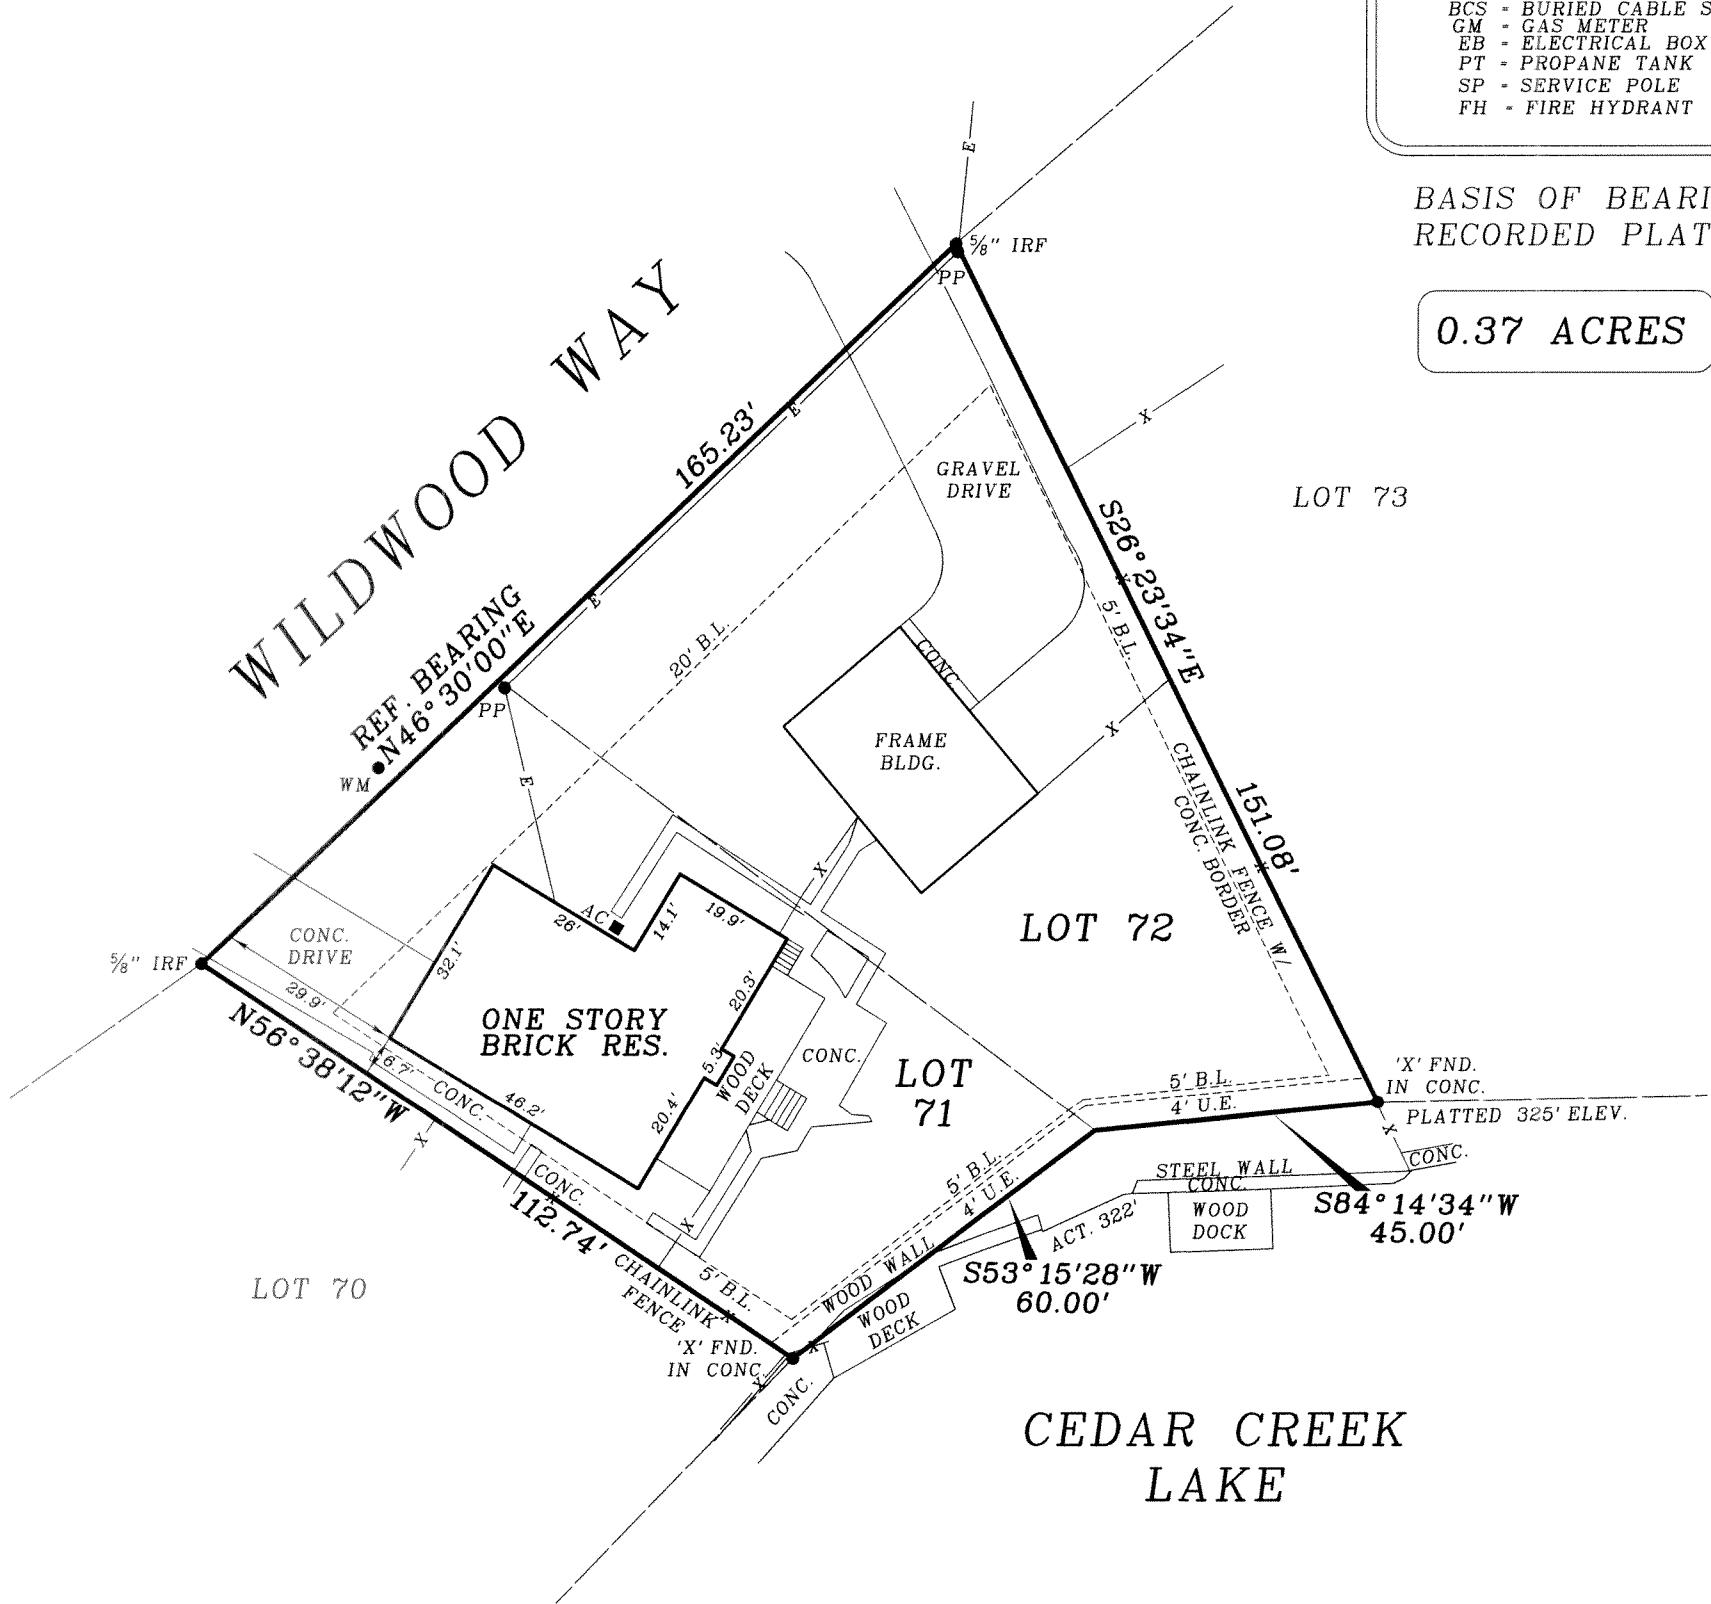 BCS - BURIED CABLE S
GM - GAS METER
EB - ELECTRICAL BOX
PT - PROPANE TANK
SP - SERVICE POLE
FH - FIRE HYDRANT
BASIS OF BEARI
RECORDED PLAT
0.37 ACRES
E
5/8" IRF
PP
WILDWOOD WAY
165.23'
E
X
GRAVEL
DRIVE
LOT 73
S26°23'34"E
X
5' B.L.
REF. BEARING
N46°30'00"E
E
20' B.L.
CONC.
PP
WM
E
FRAME
BLDG.
X
CHAINLINK FENCE W/
CONC. BORDER
151.08'
X
X
LOT 72
AC
26'
14.1'
19.9'
CONC.
DRIVE
32.1'
5/8" IRF
29.9'
20.3'
ONE STORY
BRICK RES.
N56°38'12"W
6.7'
CONC.
46.2'
5.3'
WOOD
DECK
20.4'
CONC.
LOT
71
X
CONC.
X
112.74'
X
5' B.L.
4' U.E.
'X' FND.
IN CONC.
PLATTED 325' ELEV.
X
CONC.
5' B.L.
4' U.E.
STEEL WALL
CONC.
WOOD
DOCK
S84°14'34"W
45.00'
ACT. 322'
S53°15'28"W
60.00'
WOOD WALL
WOOD
DECK
LOT 70
CHAINLINK
FENCE
5' B.L.
X
'X' FND.
IN CONC.
X
X
CONC.
CEDAR CREEK
LAKE